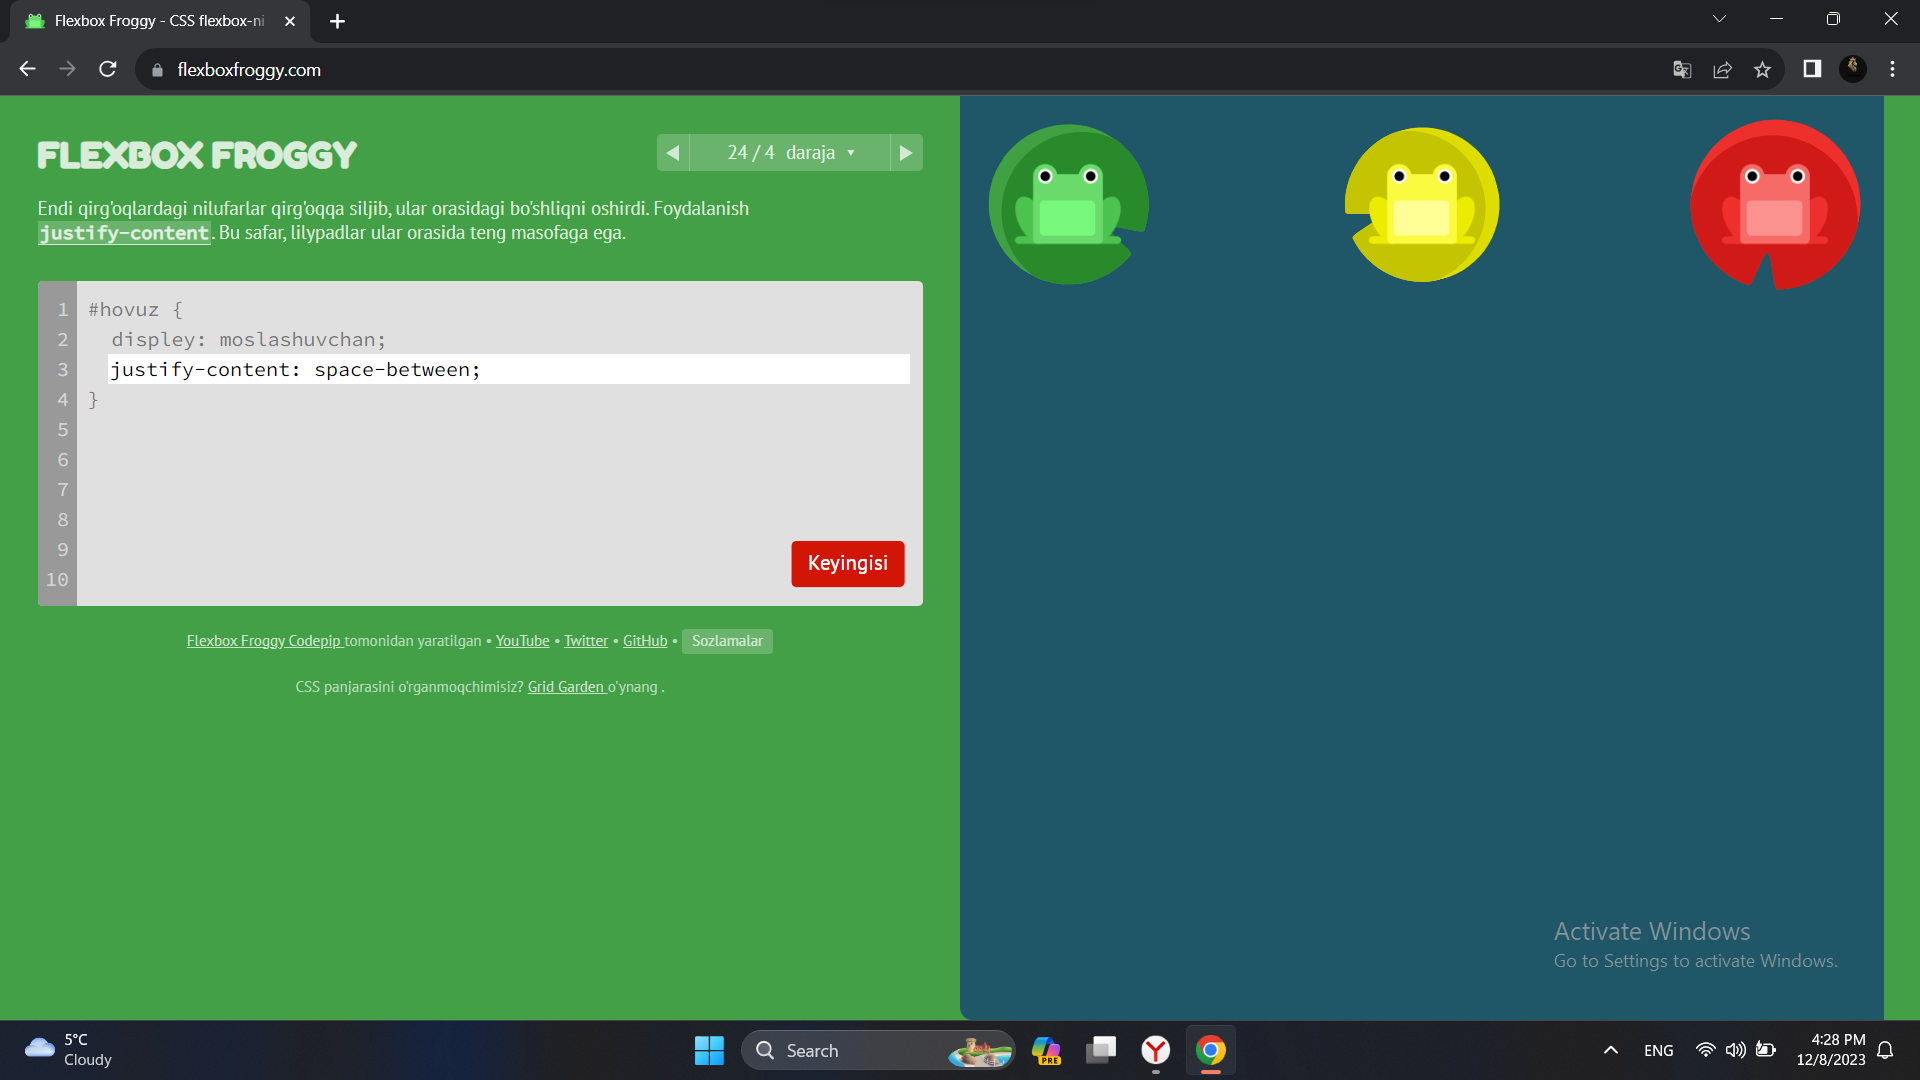 Flexbox Froggy - CSS flexbox-ni
flexboxfroggy.com
FLEXBOX FROGGY
24 / 4 daraja
Endi qirg'oqlardagi nilufarlar qirg'oqqa siljib, ular orasidagi bo'shliqni oshirdi. Foydalanish
justify-content. Bu safar, lilypadlar ular orasida teng masofaga ega.
1 #hovuz {
2 displey: moslashuvchan;
3 justify-content: space-between;
4 }
5
6
7
8
9
10
Keyingisi
Flexbox Froggy Codepip tomonidan yaratilgan • YouTube • Twitter • GitHub • Sozlamalar
CSS panjarasini o'rganmoqchimisiz? Grid Garden o'ynang .
Activate Windows
Go to Settings to activate Windows.
5°C
Cloudy
Search
PRE
ENG
4:28 PM
12/8/2023